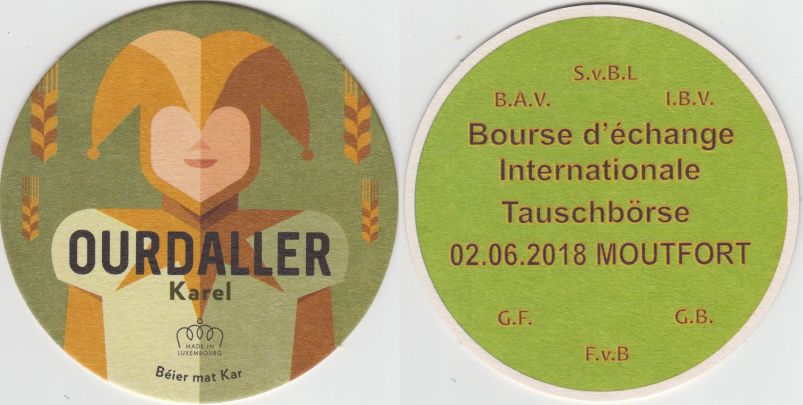 OURDALLER
Karel
MADE IN
LUXEMBOURG
Béier mat Kar
S.v.B.L
B.A.V. I.B.V.
Bourse d'échange
Internationale
Tauschbörse
02.06.2018 MOUTFORT
G.F. G.B.
F.v.B